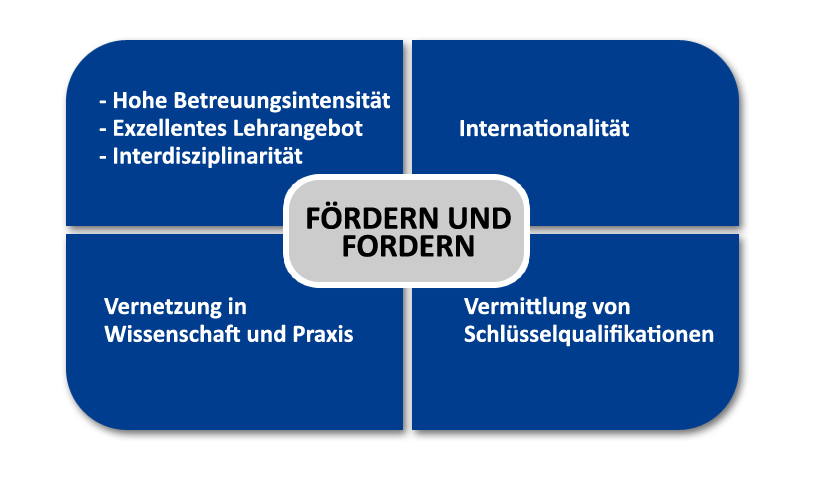 - Hohe Betreuungsintensität
- Exzellentes Lehrangebot
- Interdisziplinarität
Internationalität
FÖRDERN UND
FORDERN
Vernetzung in
Wissenschaft und Praxis
Vermittlung von
Schlüsselqualifikationen